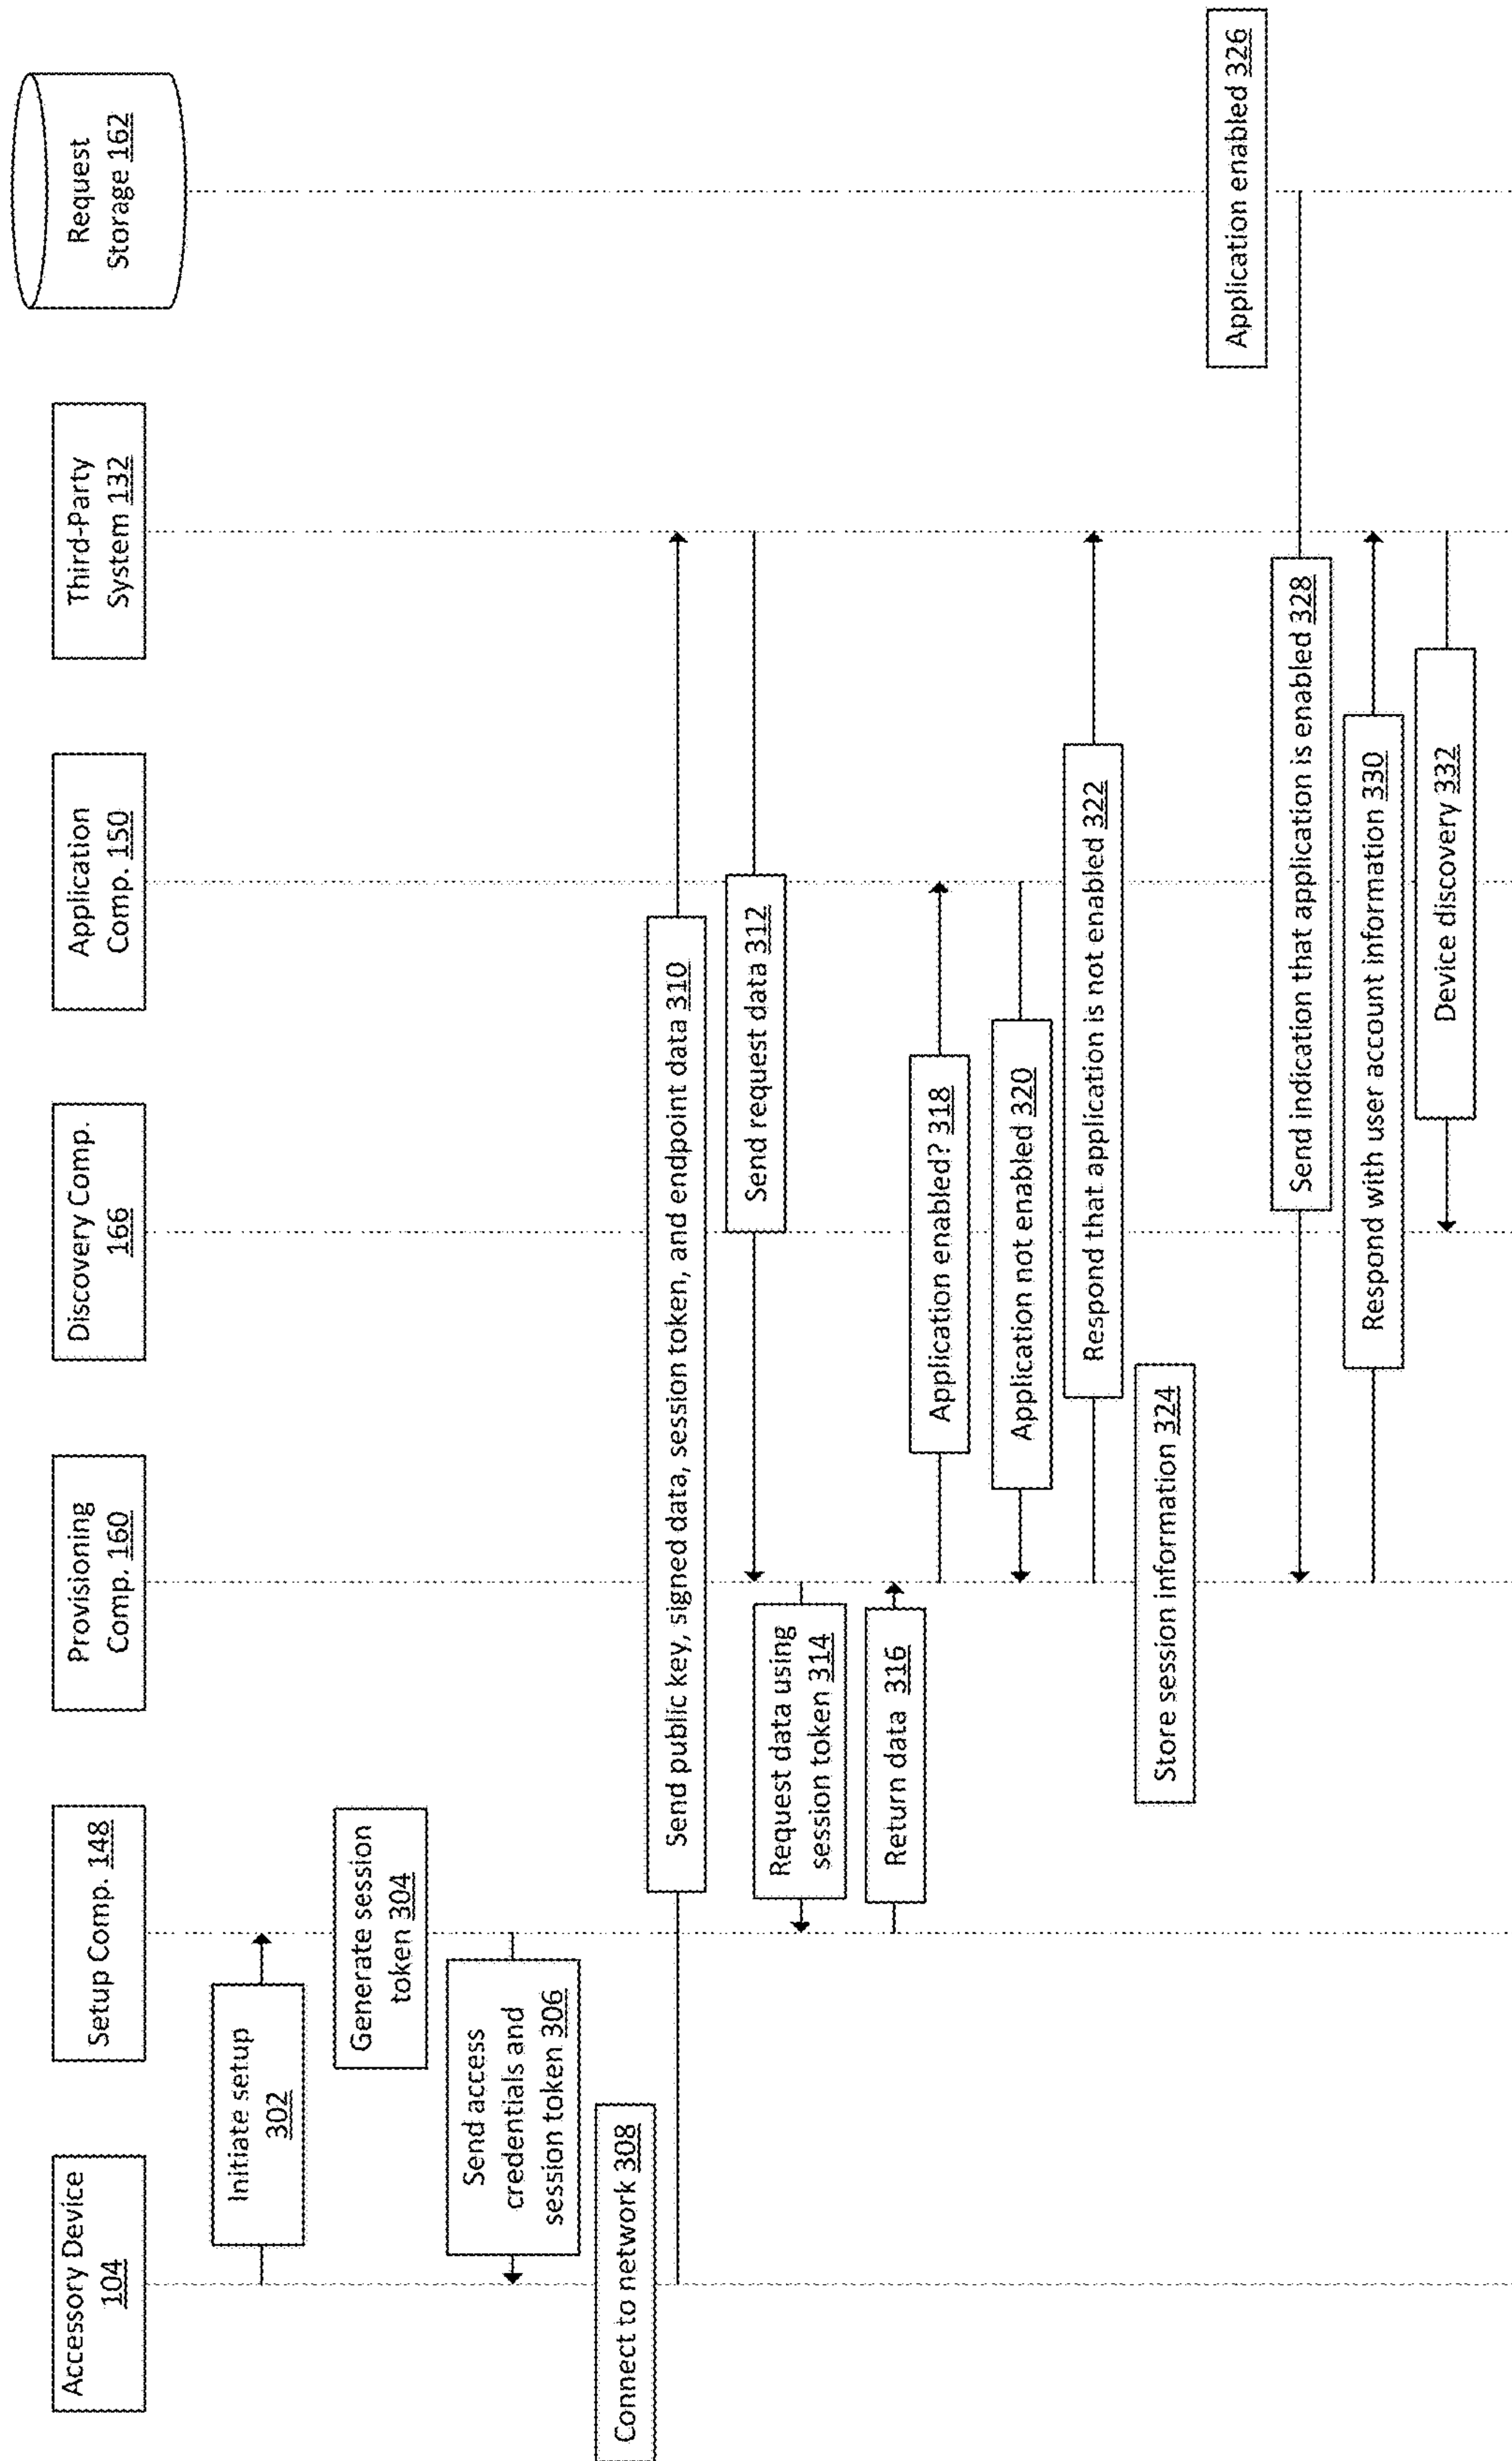 Accessory Device
104
Setup Comp. 148
Provisioning
Comp. 160
Discovery Comp.
166
Application
Comp. 150
Third-Party
System 132
Request
Storage 162
Initiate setup
302
Generate session
token 304
Send access
credentials and
session token 306
Connect to network 308
Send public key, signed data, session token, and endpoint data 310
Send request data 312
Request data using
session token 314
Return data 316
Application enabled? 318
Application not enabled 320
Respond that application is not enabled 322
Store session information 324
Application enabled 326
Send indication that application is enabled 328
Respond with user account information 330
Device discovery 332